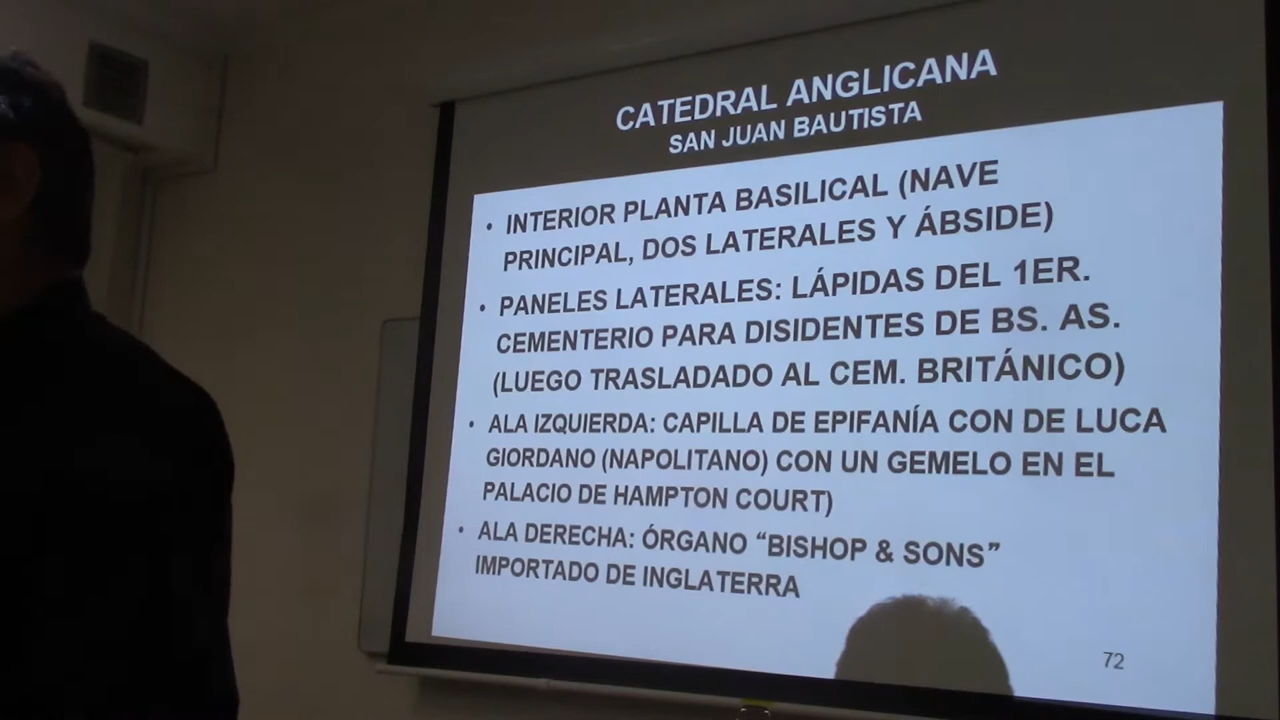 CATEDRAL ANGLICANA
SAN JUAN BAUTISTA
• INTERIOR PLANTA BASILICAL (NAVE
PRINCIPAL, DOS LATERALES Y ÁBSIDE)
• PANELES LATERALES: LÁPIDAS DEL 1ER.
CEMENTERIO PARA DISIDENTES DE BS. AS.
(LUEGO TRASLADADO AL CEM. BRITÁNICO)
• ALA IZQUIERDA: CAPILLA DE EPIFANÍA CON DE LUCA
GIORDANO (NAPOLITANO) CON UN GEMELO EN EL
PALACIO DE HAMPTON COURT)
• ALA DERECHA: ÓRGANO “BISHOP & SONS”
IMPORTADO DE INGLATERRA
72